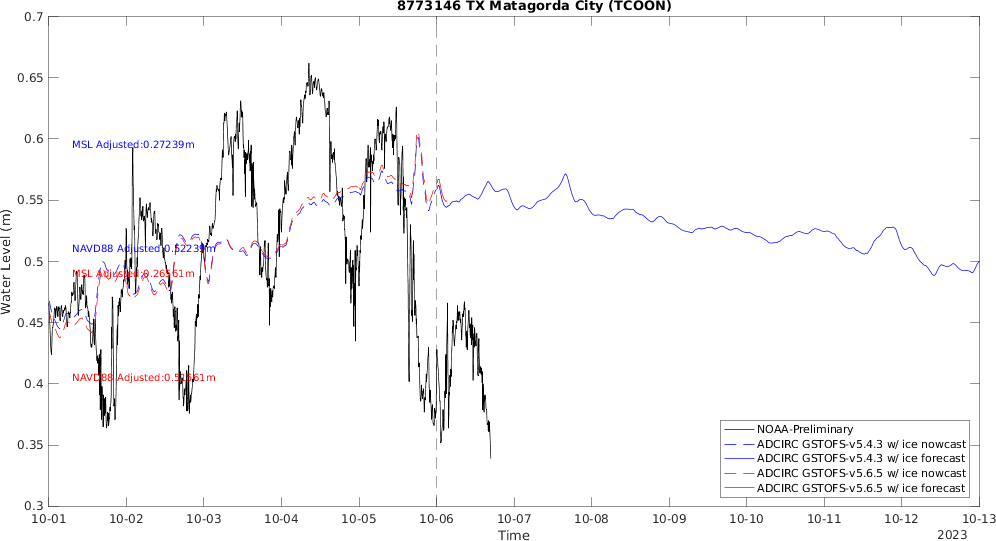 8773146 TX Matagorda City (TCOON)
0.7
0.65
0.6
0.55
0.5
0.45
0.4
0.35
0.3
Water Level (m)
MSL Adjusted:0.27239m
NAVD88 Adjusted:0.52239m
MSL Adjusted:0.26561m
NAVD88 Adjusted:0.51561m
NOAA-Preliminary
ADCIRC GSTOFS-v5.4.3 w/ ice nowcast
ADCIRC GSTOFS-v5.4.3 w/ ice forecast
ADCIRC GSTOFS-v5.6.5 w/ ice nowcast
ADCIRC GSTOFS-v5.6.5 w/ ice forecast
10-01 10-02 10-03 10-04 10-05 10-06 10-07 10-08 10-09 10-10 10-11 10-12 10-13
Time
2023